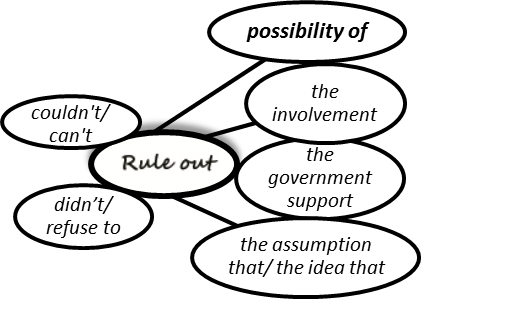 possibility of
the
involvement
couldn't/
can't
Rule out
the
government
support
didn’t/
refuse to
the assumption
that/ the idea that